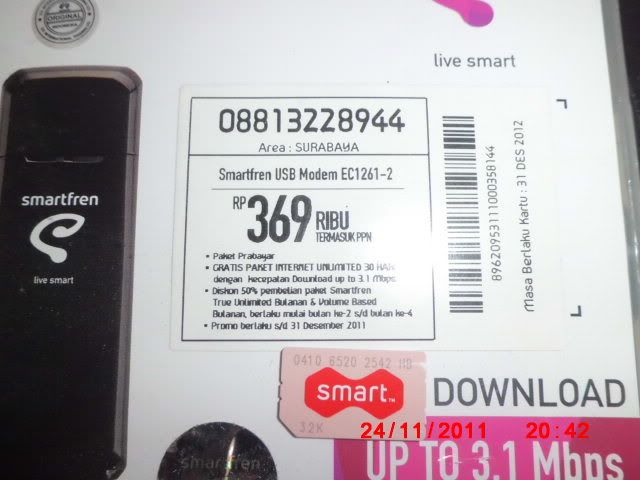 ORIGINAL
live smart
08813228944
Area : SURABAYA
Smartfren USB Modem EC1261-2
RP 369 RIBU
TERMASUK PPN
• Paket Prabayar
• GRATIS PAKET INTERNET UNLIMITED 30 HARI
dengan kecepatan Download up to 3.1 Mbps
• Diskon 50% pembelian paket Smartfren
True Unlimited Bulanan & Volume Based
Bulanan, berlaku mulai bulan ke-2 s/d bulan ke-4
• Promo berlaku s/d 31 Desember 2011
89620953111000358144
Masa Berlaku Kartu : 31 DES 2012
smartfren
live smart
0410 6520 2542 MB
smart™
32K
DOWNLOAD
UP TO 3.1 Mbps
24/11/2011 20:42
smartfren